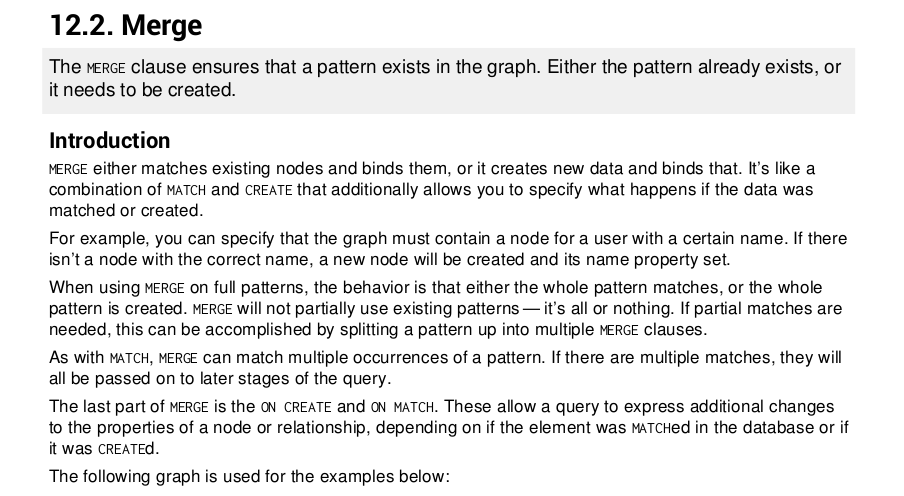 12.2. Merge
The MERGE clause ensures that a pattern exists in the graph. Either the pattern already exists, or
it needs to be created.
Introduction
MERGE either matches existing nodes and binds them, or it creates new data and binds that. It’s like a
combination of MATCH and CREATE that additionally allows you to specify what happens if the data was
matched or created.
For example, you can specify that the graph must contain a node for a user with a certain name. If there
isn’t a node with the correct name, a new node will be created and its name property set.
When using MERGE on full patterns, the behavior is that either the whole pattern matches, or the whole
pattern is created. MERGE will not partially use existing patterns — it’s all or nothing. If partial matches are
needed, this can be accomplished by splitting a pattern up into multiple MERGE clauses.
As with MATCH, MERGE can match multiple occurrences of a pattern. If there are multiple matches, they will
all be passed on to later stages of the query.
The last part of MERGE is the ON CREATE and ON MATCH. These allow a query to express additional changes
to the properties of a node or relationship, depending on if the element was MATCHed in the database or if
it was CREATEd.
The following graph is used for the examples below: